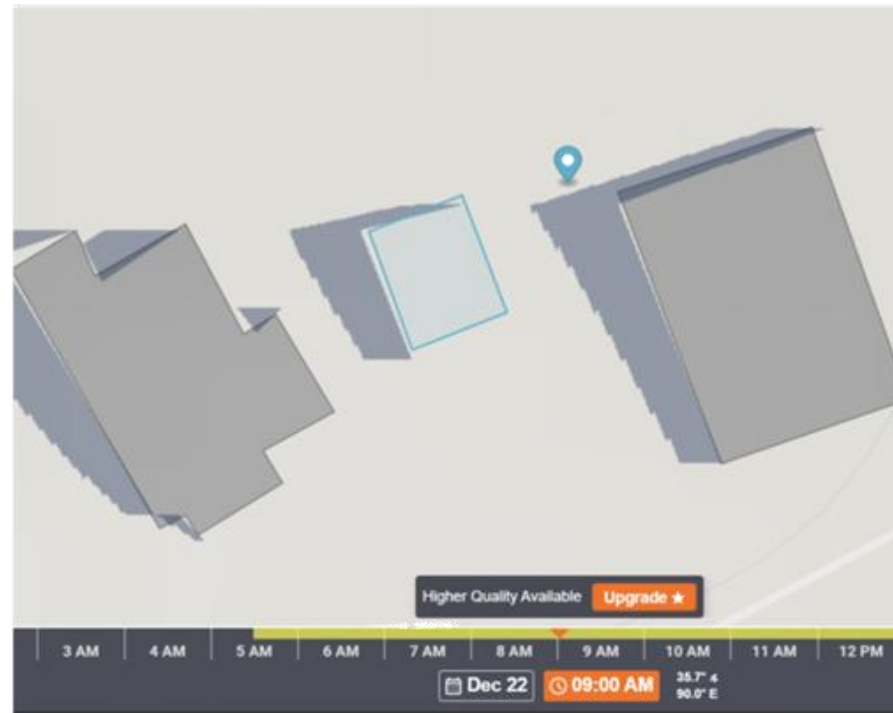 Higher Quality Available Upgrade ★
3 AM 4 AM 5 AM 6 AM 7 AM 8 AM 9 AM 10 AM 11 AM 12 PM
Dec 22 09:00 AM 35.7°
90.0° E